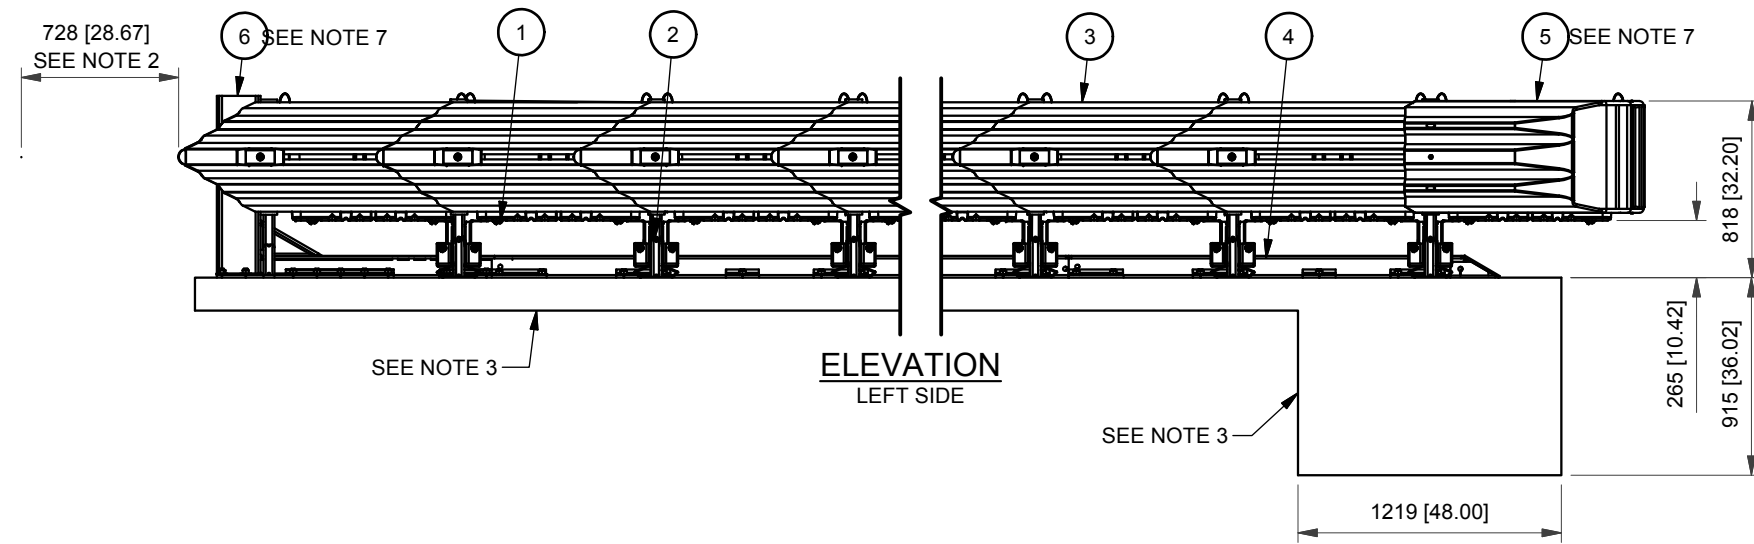 728 [28.67]
SEE NOTE 2
6 SEE NOTE 7
1
2
3
4
5 SEE NOTE 7
818 [32.20]
265 [10.42]
915 [36.02]
SEE NOTE 3
ELEVATION
LEFT SIDE
SEE NOTE 3
1219 [48.00]